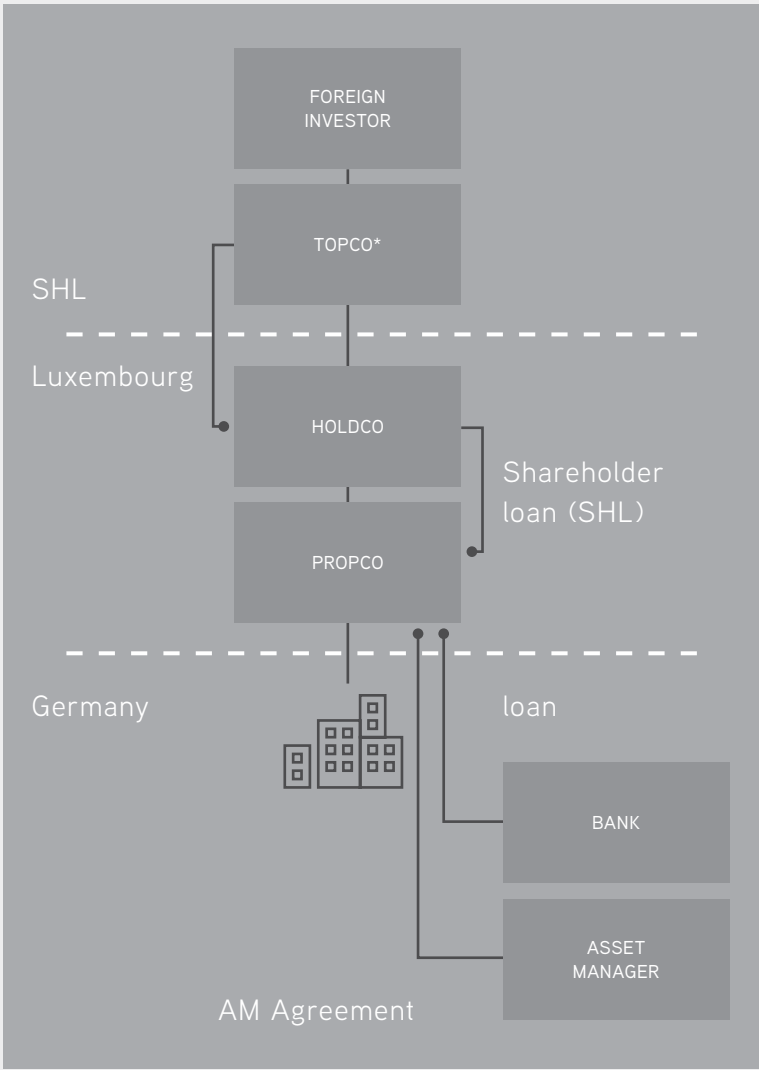 FOREIGN
INVESTOR
TOPCO*
SHL
Luxembourg
HOLDCO
Shareholder
loan (SHL)
PROPCO
Germany
loan
BANK
ASSET
MANAGER
AM Agreement